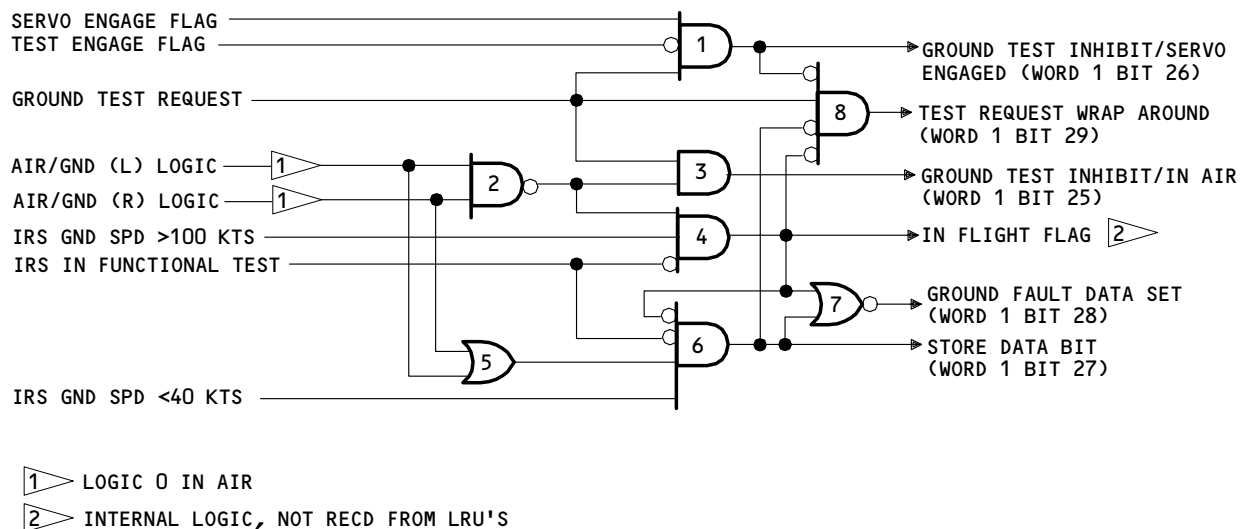 SERVO ENGAGE FLAG
TEST ENGAGE FLAG
1
GROUND TEST INHIBIT/SERVO
ENGAGED (WORD 1 BIT 26)
GROUND TEST REQUEST
8
TEST REQUEST WRAP AROUND
(WORD 1 BIT 29)
AIR/GND (L) LOGIC
1
2
3
GROUND TEST INHIBIT/IN AIR
(WORD 1 BIT 25)
AIR/GND (R) LOGIC
1
IRS GND SPD >100 KTS
4
IN FLIGHT FLAG
2
IRS IN FUNCTIONAL TEST
7
GROUND FAULT DATA SET
(WORD 1 BIT 28)
5
6
STORE DATA BIT
(WORD 1 BIT 27)
IRS GND SPD <40 KTS
1 LOGIC 0 IN AIR
2 INTERNAL LOGIC, NOT RECD FROM LRU'S